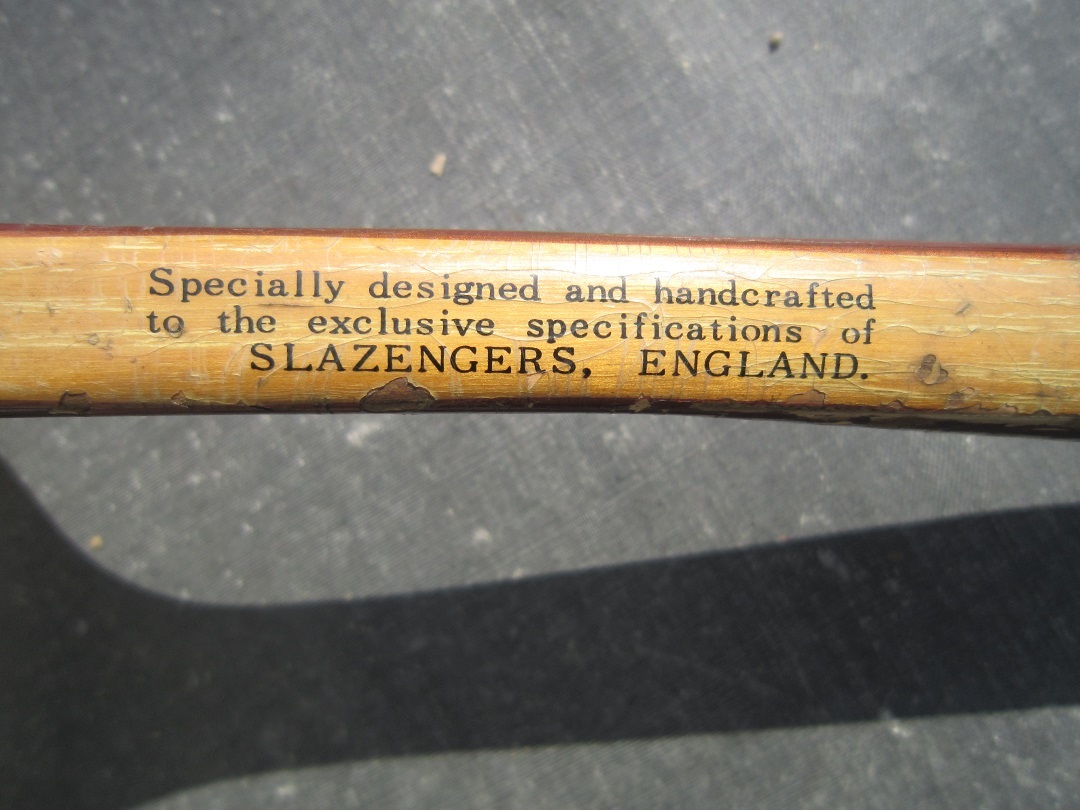 Specially designed and handcrafted
to the exclusive specifications of
SLAZENGERS, ENGLAND.